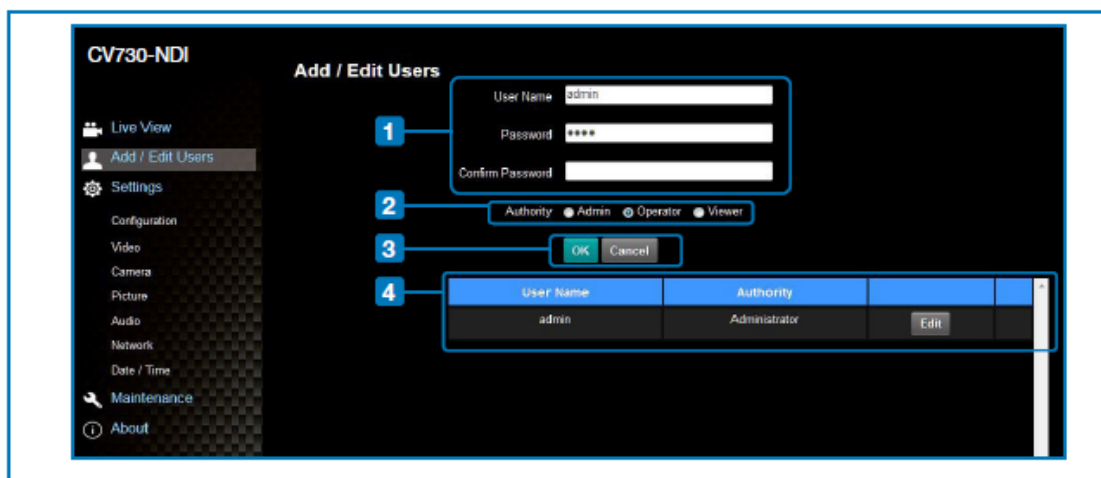 CV730-NDI
Add / Edit Users
User Name admin
1 Password ****
Confirm Password
2 Authority Admin Operator Viewer
3 OK Cancel
4 User Name Authority
admin Administrator Edit
Live View
Add / Edit Users
Settings
Configuration
Video
Camera
Picture
Audio
Network
Date / Time
Maintenance
About